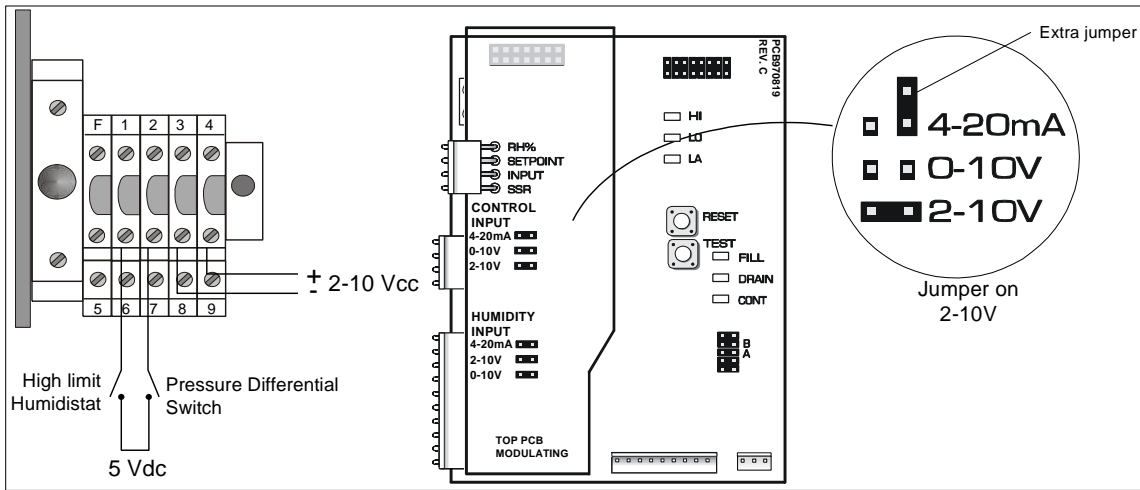 F 1 2 3 4
5 6 7 8 9
+ 2-10 Vcc
-
High limit
Humidistat
Pressure Differential
Switch
5 Vdc
PCB970819
REV. C
HI
LO
LA
RH%
SETPOINT
INPUT
SSR
CONTROL
INPUT
4-20mA
0-10V
2-10V
RESET
TEST
FILL
DRAIN
CONT
HUMIDITY
INPUT
4-20mA
2-10V
0-10V
B
A
TOP PCB
MODULATING
Extra jumper
4-20mA
0-10V
2-10V
Jumper on
2-10V